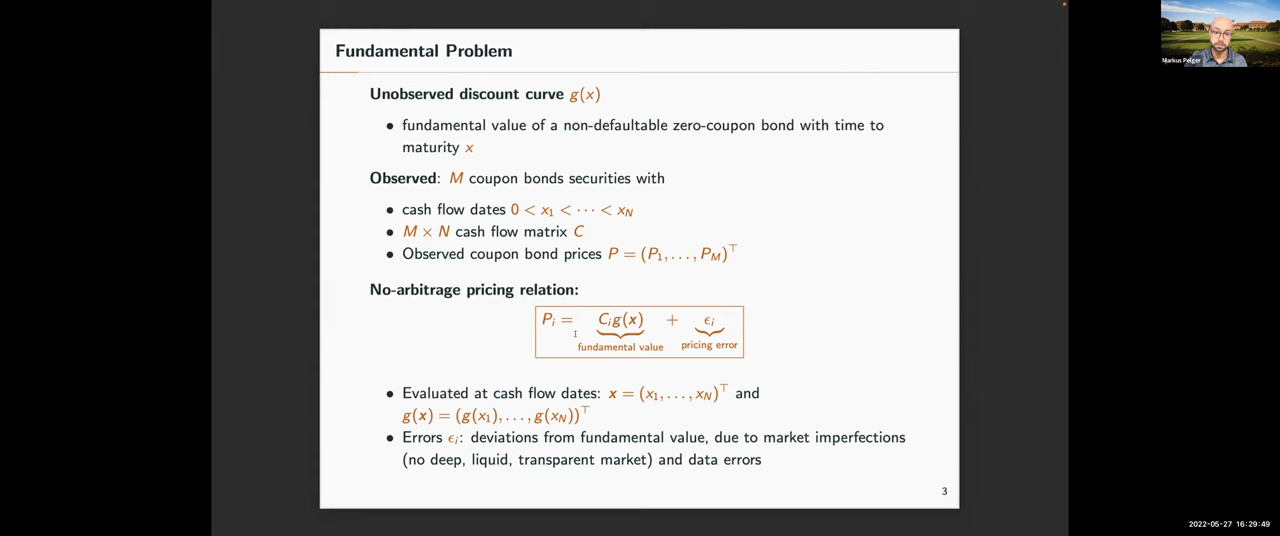 Fundamental Problem
Markus Pelger
Unobserved discount curve g(x)
• fundamental value of a non-defaultable zero-coupon bond with time to
maturity x
Observed: M coupon bonds securities with
• cash flow dates 0 < x₁ < ⋯ < x_N
• M × N cash flow matrix C
• Observed coupon bond prices P = (P₁, …, P_M)^⊤
No-arbitrage pricing relation:
P_i = C_i g(x) + ϵ_i
fundamental value pricing error
• Evaluated at cash flow dates: x = (x₁, …, x_N)^⊤ and
g(x) = (g(x₁), …, g(x_N))^⊤
• Errors ϵ_i: deviations from fundamental value, due to market imperfections
(no deep, liquid, transparent market) and data errors
3
2022-05-27 16:29:49